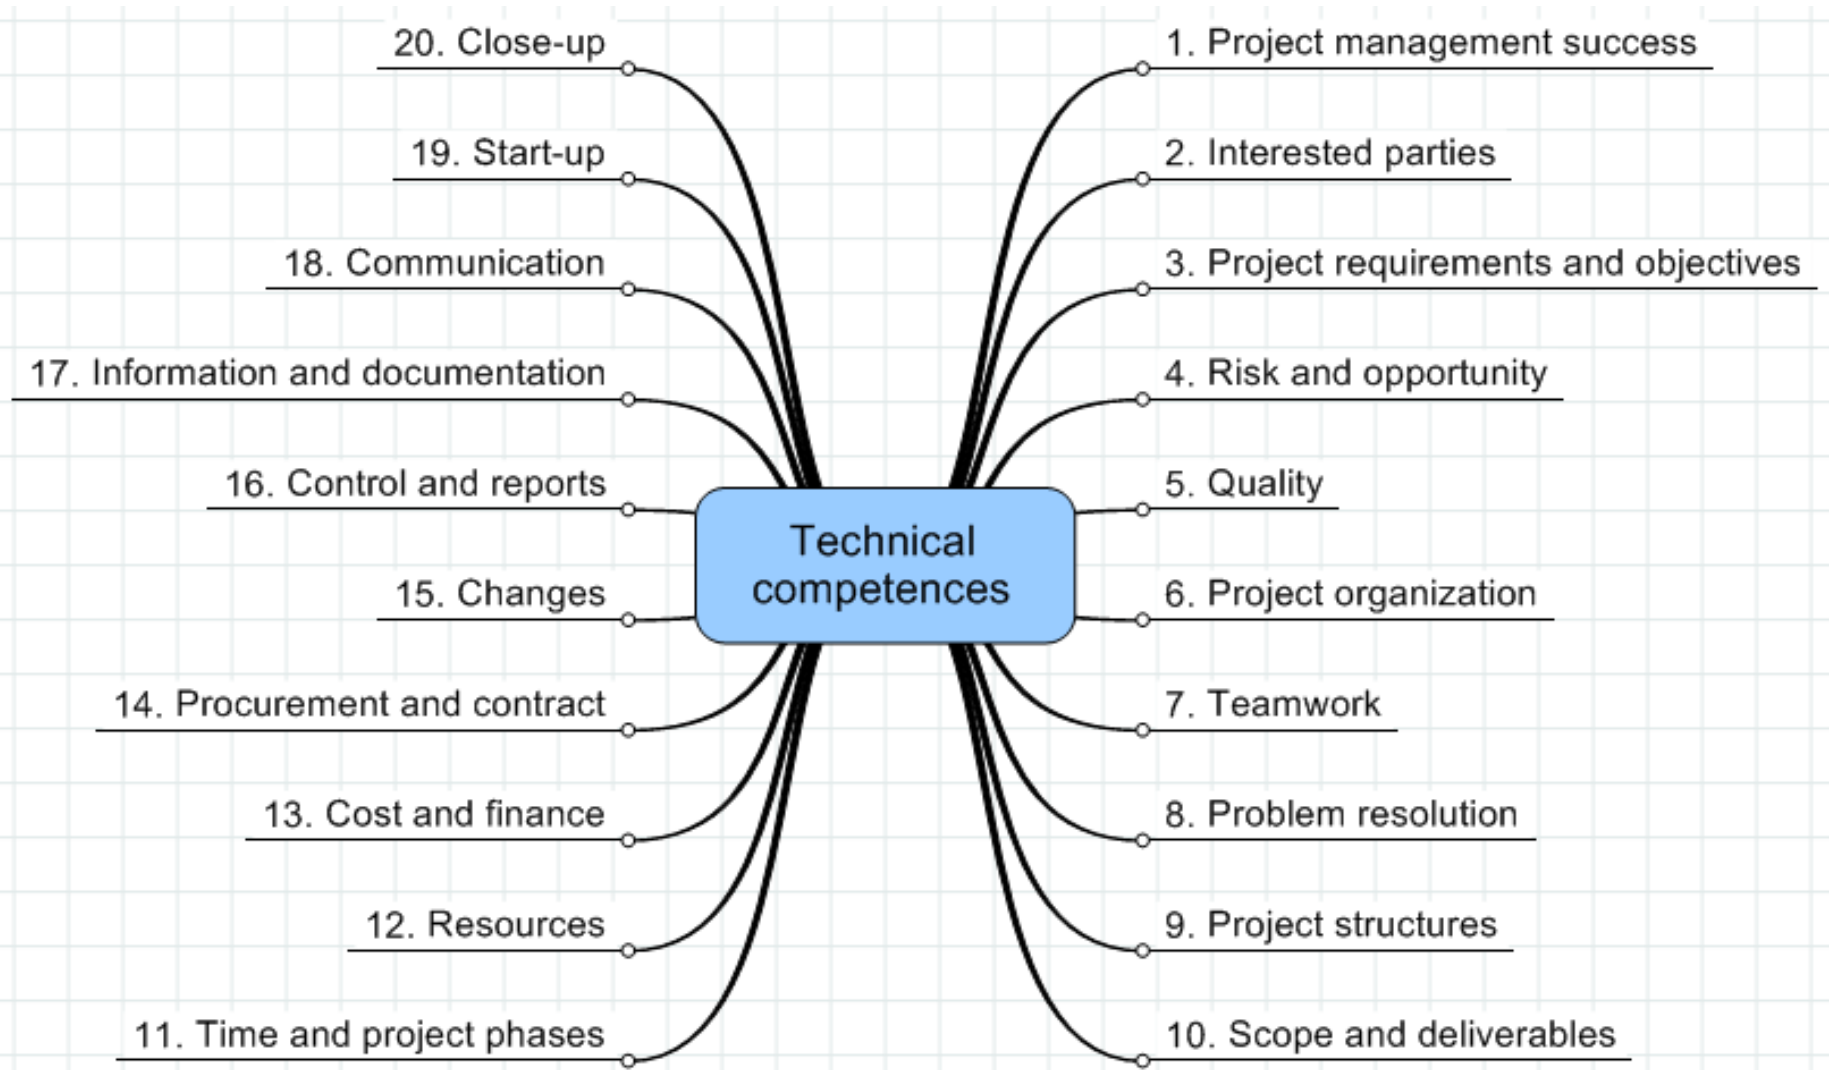 20. Close-up
19. Start-up
18. Communication
17. Information and documentation
16. Control and reports
15. Changes
14. Procurement and contract
13. Cost and finance
12. Resources
11. Time and project phases
Technical
competences
1. Project management success
2. Interested parties
3. Project requirements and objectives
4. Risk and opportunity
5. Quality
6. Project organization
7. Teamwork
8. Problem resolution
9. Project structures
10. Scope and deliverables